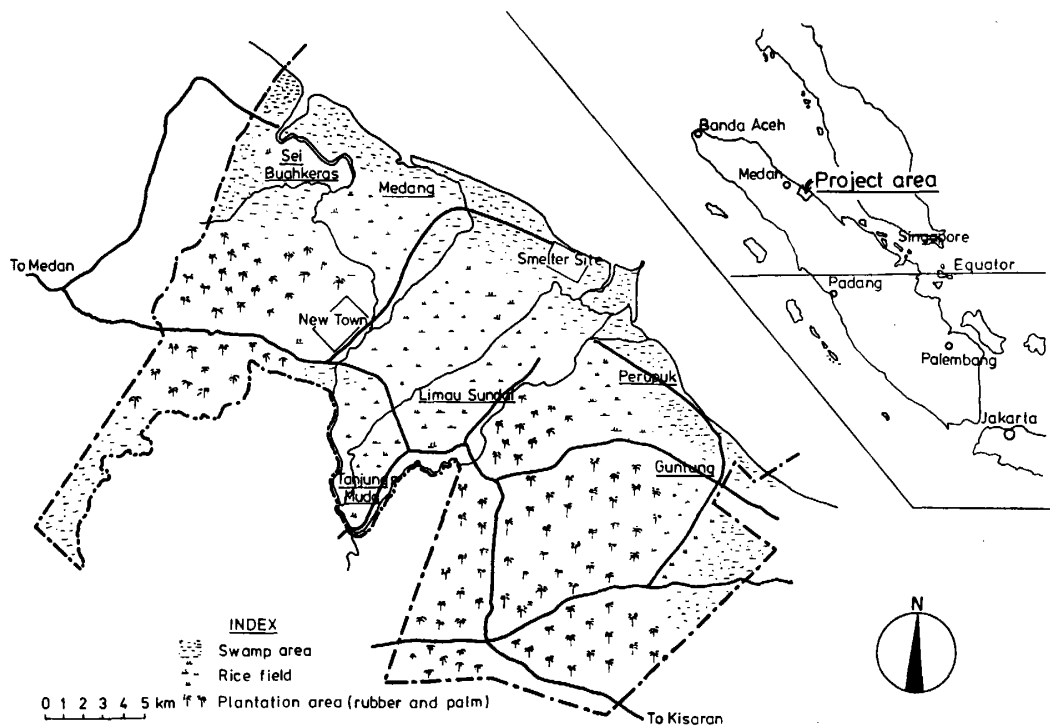 Sei
Buahkeras
Medang
To Medan
New Town
Smelter Site
Limau Sundai
Perupuk
Tanjung
Muda
Guntung
To Kisaran
Banda Aceh
Medan
Project area
Singapore
Equator
Padang
Palembang
Jakarta
N
INDEX
Swamp area
Rice field
Plantation area (rubber and palm)
0 1 2 3 4 5 km